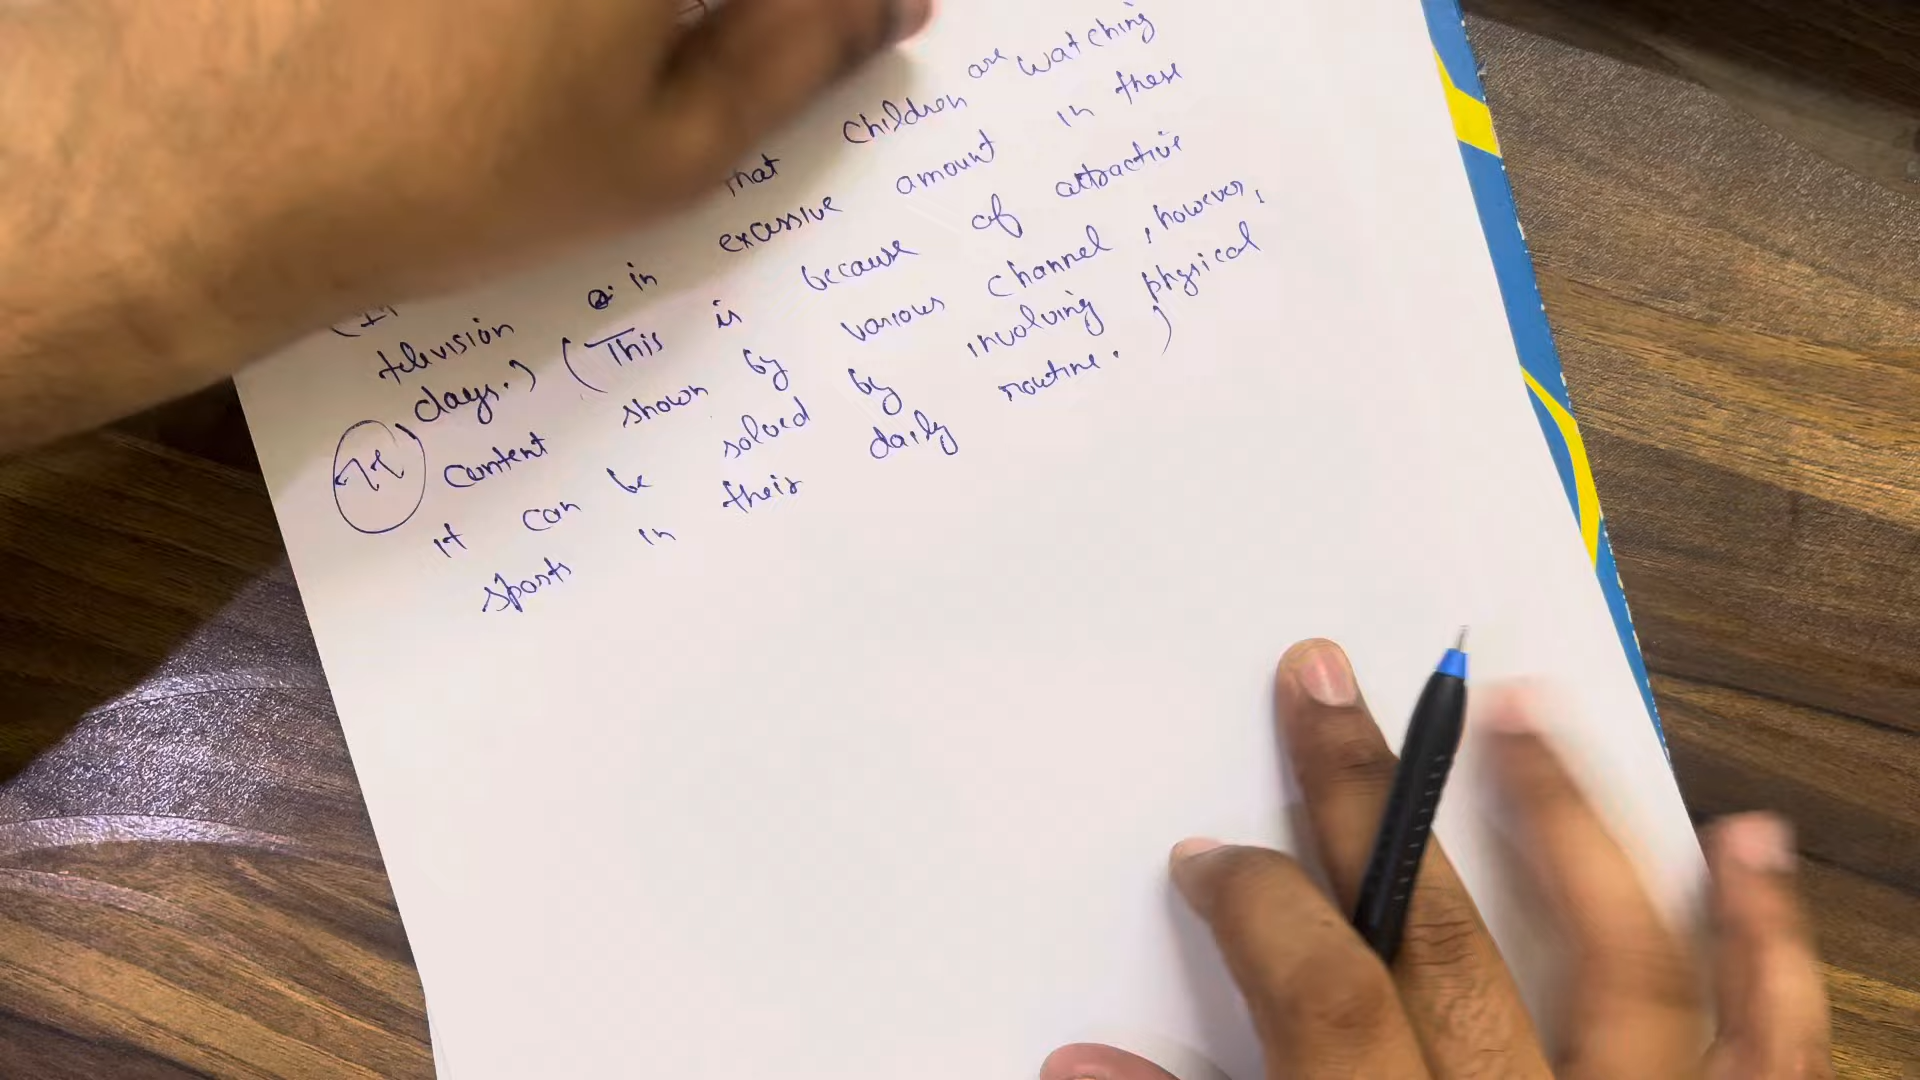 that children are watching
television in excessive amount in these
days.) (This is because of attractive
content shown by various channel, however,
it can be solved by involving physical
sports in their daily routine.)